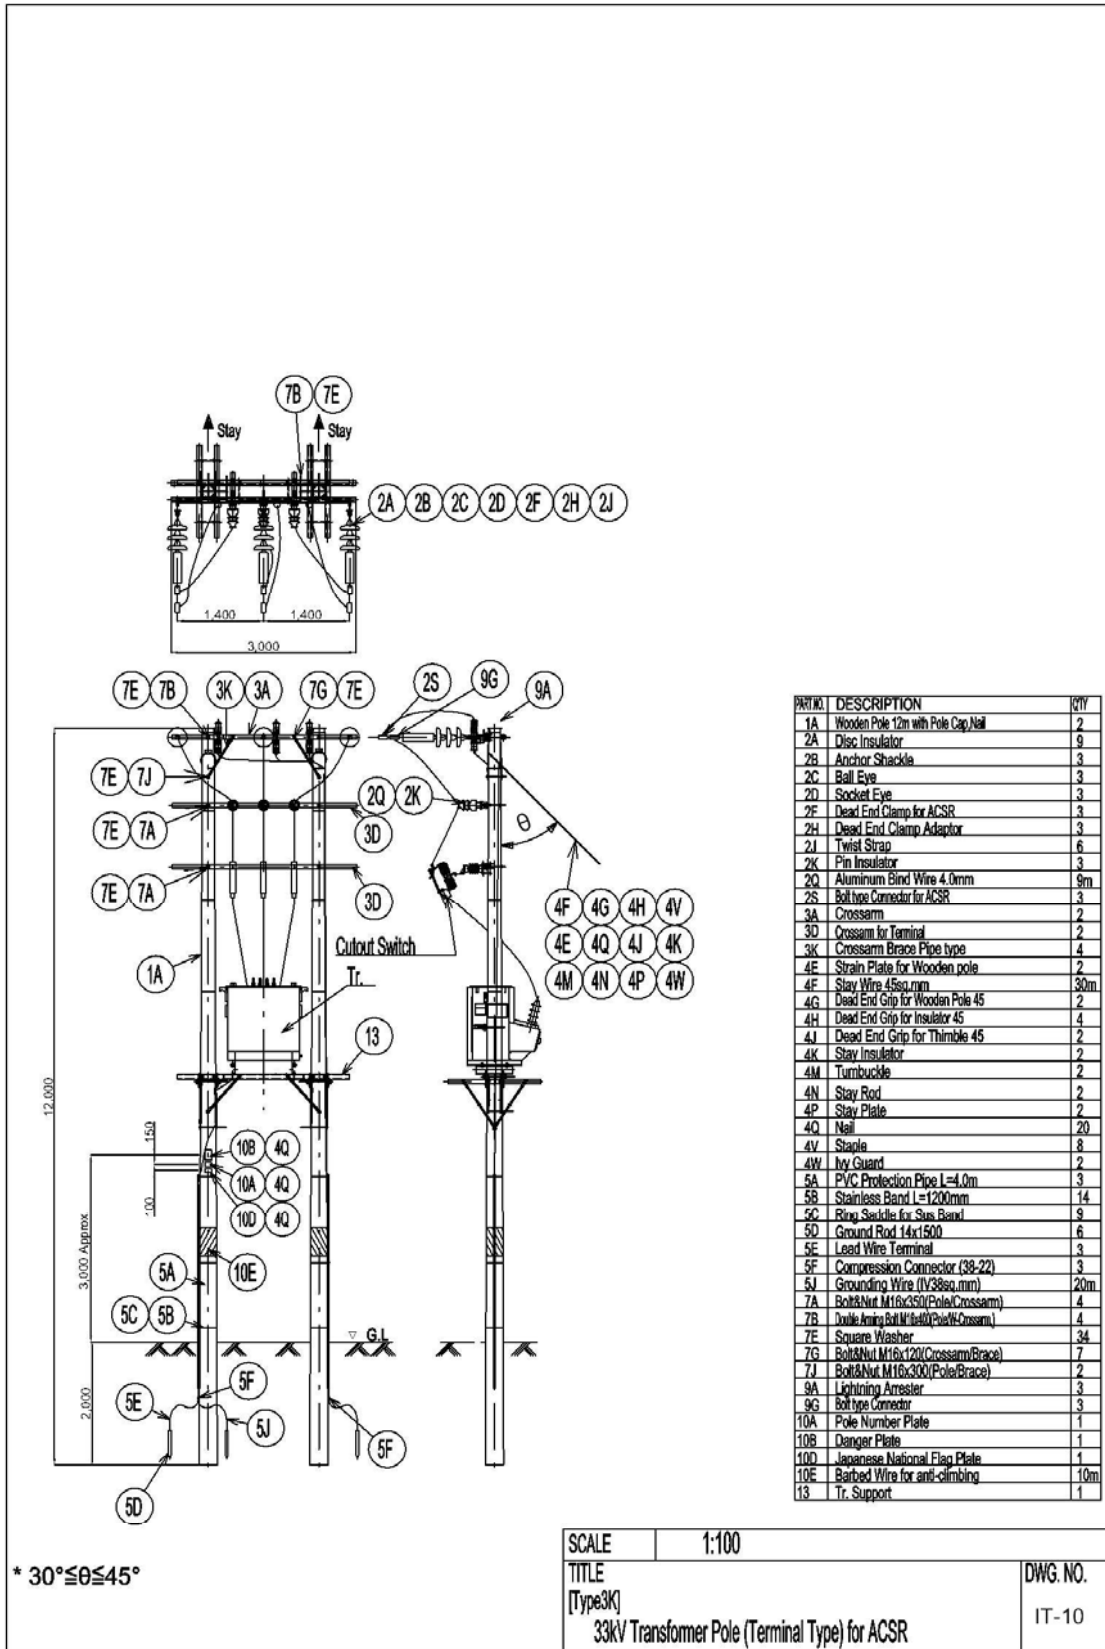 7B 7E
Stay Stay
2A 2B 2C 2D 2F 2H 2J
1,400 1,400
3,000
7E 7B 3K 3A 7G 7E 2S 9G 9A
7E 7J
2Q 2K
7E 7A 3D
θ
7E 7A 3D
4F 4G 4H 4V
4E 4Q 4J 4K
4M 4N 4P 4W
Cutout Switch
1A
Tr.
13
12,000
150
10B 4Q
10A 4Q
100
10D 4Q
3,000 Approx
5A 10E
5C 5B
G.L
2,000
5F
5E
5J
5F
5D
* 30°≦θ≦45°
PART.NO. DESCRIPTION Q'TY
1A Wooden Pole 12m with Pole Cap,Nail 2
2A Disc Insulator 9
2B Anchor Shackle 3
2C Ball Eye 3
2D Socket Eye 3
2F Dead End Clamp for ACSR 3
2H Dead End Clamp Adaptor 3
2J Twist Strap 6
2K Pin Insulator 3
2Q Aluminum Bind Wire 4.0mm 9m
2S Bolt type Connector for ACSR 3
3A Crossarm 2
3D Crossarm for Terminal 2
3K Crossarm Brace Pipe type 4
4E Strain Plate for Wooden pole 2
4F Stay Wire 45sq.mm 30m
4G Dead End Grip for Wooden Pole 45 2
4H Dead End Grip for Insulator 45 4
4J Dead End Grip for Thimble 45 2
4K Stay Insulator 2
4M Turnbuckle 2
4N Stay Rod 2
4P Stay Plate 2
4Q Nail 20
4V Staple 8
4W Ivy Guard 2
5A PVC Protection Pipe L=4.0m 3
5B Stainless Band L=1200mm 14
5C Ring Saddle for Sus Band 9
5D Ground Rod 14x1500 6
5E Lead Wire Terminal 3
5F Compression Connector (38-22) 3
5J Grounding Wire (IV38sq.mm) 20m
7A Bolt&Nut M16x350(Pole/Crossarm) 4
7B Double Arming Bolt M16x400(Pole/W-Crossarm,) 4
7E Square Washer 34
7G Bolt&Nut M16x120(Crossarm/Brace) 7
7J Bolt&Nut M16x300(Pole/Brace) 2
9A Lightning Arrester 3
9G Bolt type Connector 3
10A Pole Number Plate 1
10B Danger Plate 1
10D Japanese National Flag Plate 1
10E Barbed Wire for anti-climbing 10m
13 Tr. Support 1
SCALE 1:100
TITLE DWG. NO.
[Type3K]
33kV Transformer Pole (Terminal Type) for ACSR IT-10